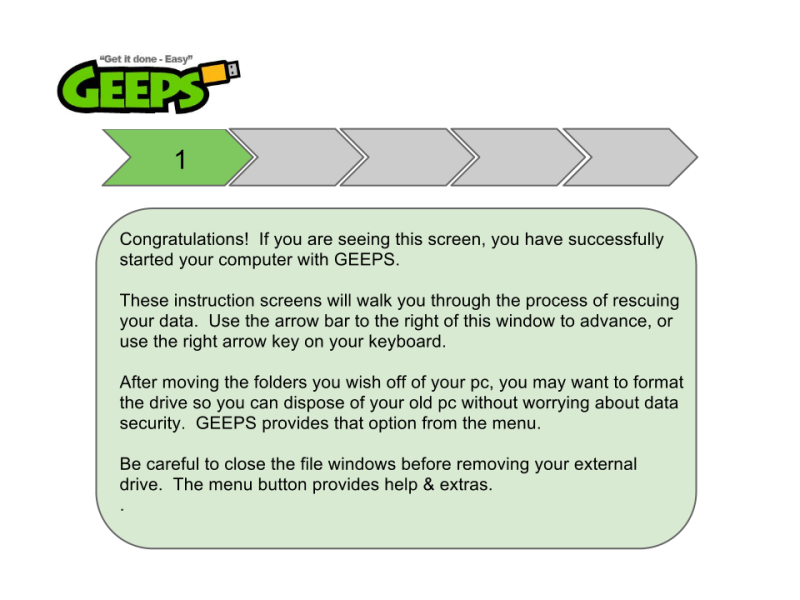 "Get it done - Easy"
GEEPS
1
Congratulations!  If you are seeing this screen, you have successfully
started your computer with GEEPS.
These instruction screens will walk you through the process of rescuing
your data.  Use the arrow bar to the right of this window to advance, or
use the right arrow key on your keyboard.
After moving the folders you wish off of your pc, you may want to format
the drive so you can dispose of your old pc without worrying about data
security.  GEEPS provides that option from the menu.
Be careful to close the file windows before removing your external
drive.  The menu button provides help & extras.
.